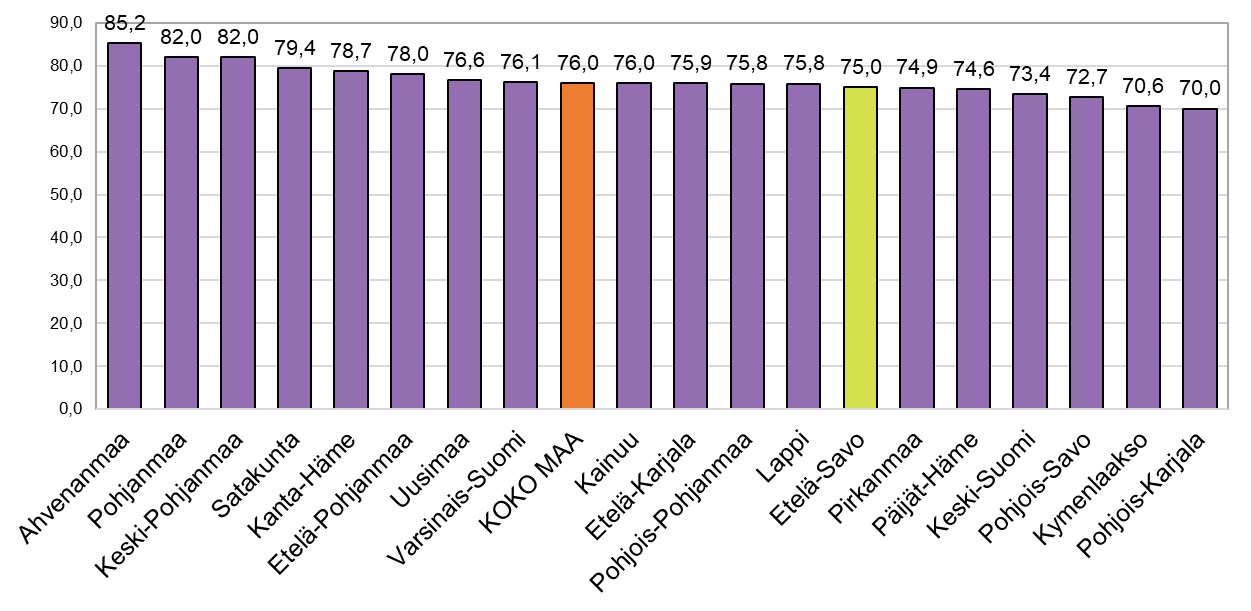 90,0
80,0
70,0
60,0
50,0
40,0
30,0
20,0
10,0
0,0
85,2
82,0
82,0
79,4
78,7
78,0
76,6
76,1
76,0
76,0
75,9
75,8
75,8
75,0
74,9
74,6
73,4
72,7
70,6
70,0
Ahvenanmaa
Pohjanmaa
Keski-Pohjanmaa
Satakunta
Kanta-Häme
Etelä-Pohjanmaa
Uusimaa
Varsinais-Suomi
KOKO MAA
Kainuu
Etelä-Karjala
Pohjois-Pohjanmaa
Lappi
Etelä-Savo
Pirkanmaa
Päijät-Häme
Keski-Suomi
Pohjois-Savo
Kymenlaakso
Pohjois-Karjala